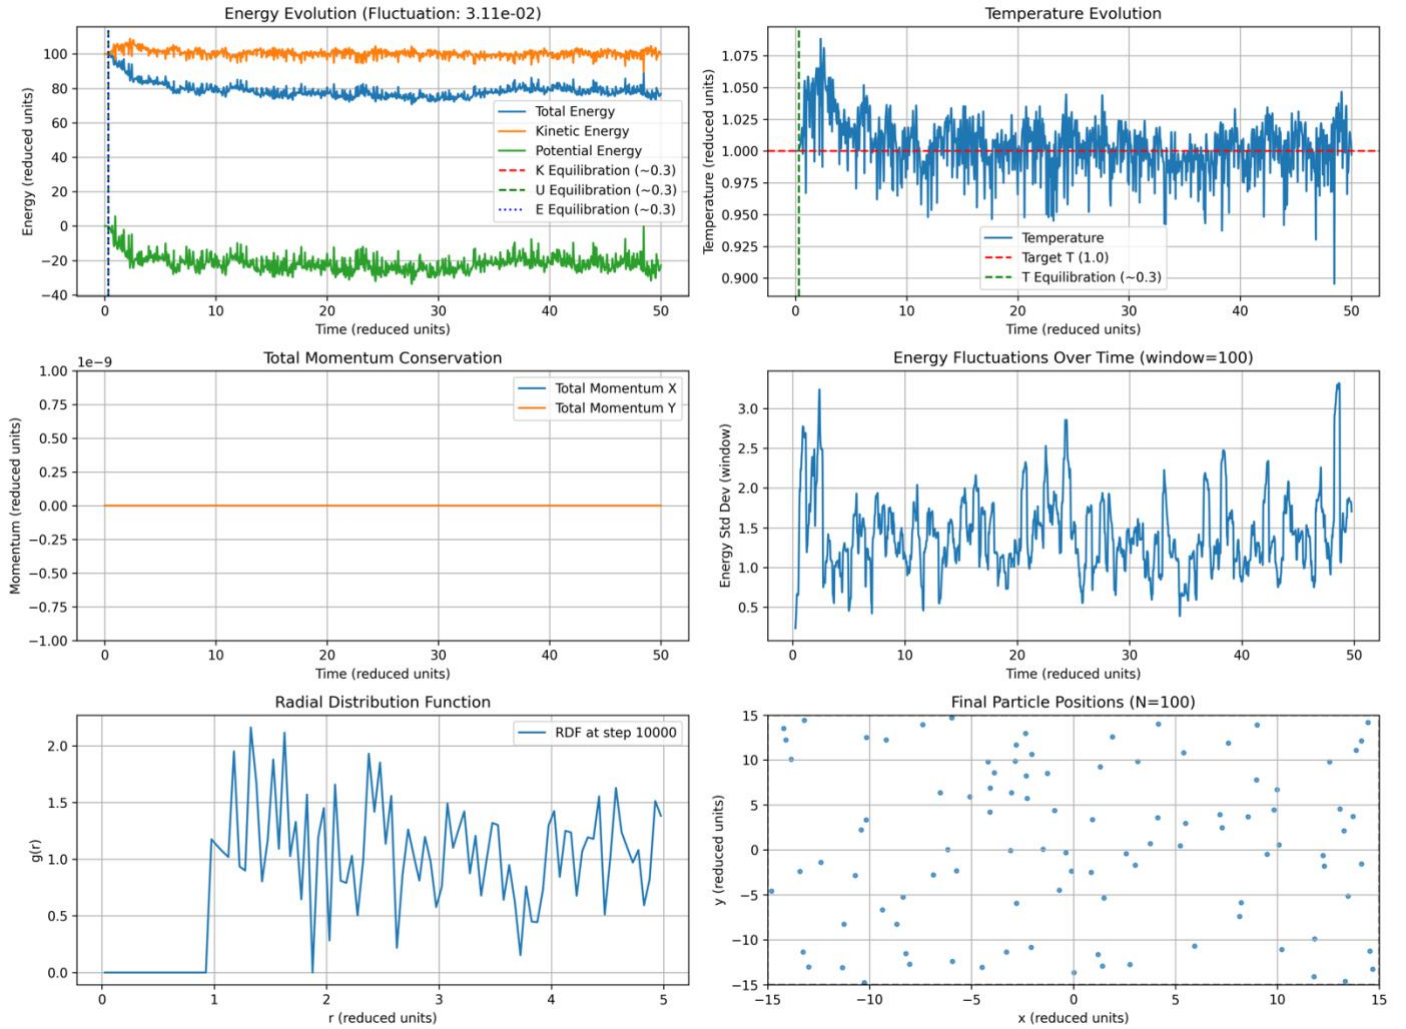 Energy Evolution (Fluctuation: 3.11e-02)
Energy (reduced units)
100
80
60
40
20
0
−20
−40
Total Energy
Kinetic Energy
Potential Energy
K Equilibration (~0.3)
U Equilibration (~0.3)
E Equilibration (~0.3)
0 10 20 30 40 50
Time (reduced units)
Temperature Evolution
Temperature (reduced units)
1.075
1.050
1.025
1.000
0.975
0.950
0.925
0.900
Temperature
Target T (1.0)
T Equilibration (~0.3)
0 10 20 30 40 50
Time (reduced units)
Total Momentum Conservation
1e−9
Momentum (reduced units)
1.00
0.75
0.50
0.25
0.00
−0.25
−0.50
−0.75
−1.00
Total Momentum X
Total Momentum Y
0 10 20 30 40 50
Time (reduced units)
Energy Fluctuations Over Time (window=100)
Energy Std Dev (window)
3.0
2.5
2.0
1.5
1.0
0.5
0 10 20 30 40 50
Time (reduced units)
Radial Distribution Function
g(r)
2.0
1.5
1.0
0.5
0.0
RDF at step 10000
0 1 2 3 4 5
r (reduced units)
Final Particle Positions (N=100)
y (reduced units)
15
10
5
0
−5
−10
−15
−15 −10 −5 0 5 10 15
x (reduced units)